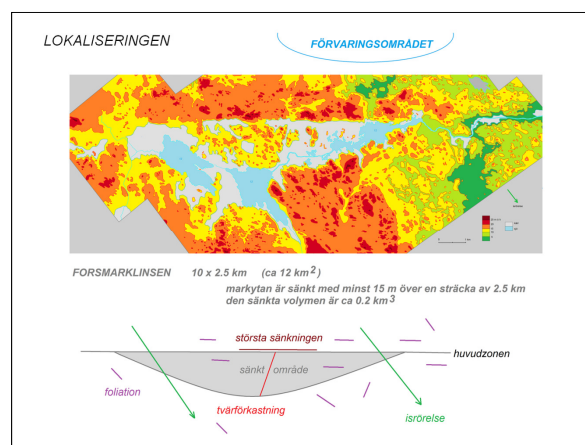 LOKALISERINGEN
FÖRVARINGSOMRÅDET
FORSMARKLINSEN 10 x 2.5 km (ca 12 km2)
markytan är sänkt med minst 15 m över en sträcka av 2.5 km
den sänkta volymen är ca 0.2 km3
största sänkningen
huvudzonen
sänkt område
foliation
tvärförkastning
isrörelse